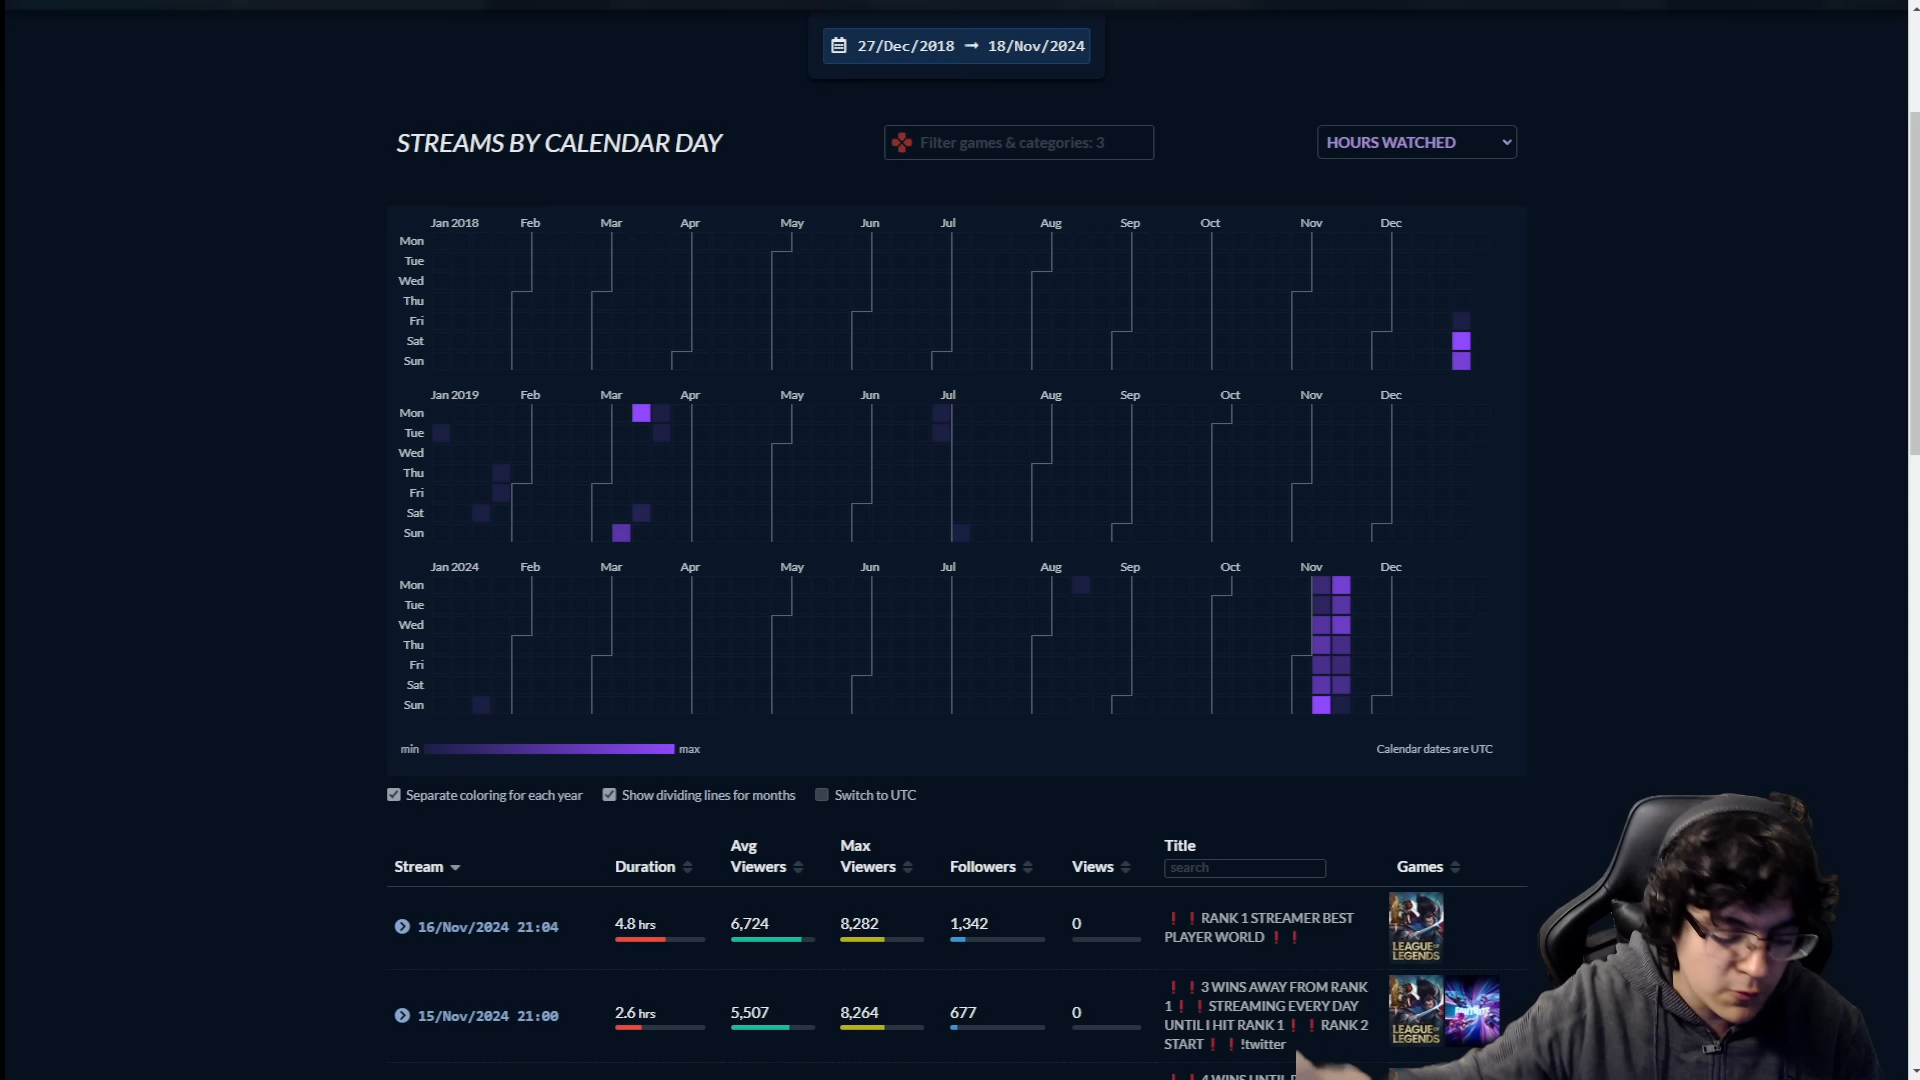 27/Dec/2018 → 18/Nov/2024
STREAMS BY CALENDAR DAY
Filter games & categories: 3
HOURS WATCHED
Jan 2018 Feb Mar Apr May Jun Jul Aug Sep Oct Nov Dec
Mon
Tue
Wed
Thu
Fri
Sat
Sun
Jan 2019 Feb Mar Apr May Jun Jul Aug Sep Oct Nov Dec
Mon
Tue
Wed
Thu
Fri
Sat
Sun
Jan 2024 Feb Mar Apr May Jun Jul Aug Sep Oct Nov Dec
Mon
Tue
Wed
Thu
Fri
Sat
Sun
min max
Calendar dates are UTC
Separate coloring for each year Show dividing lines for months Switch to UTC
Stream Duration Avg Viewers Max Viewers Followers Views Title Games
search
16/Nov/2024 21:04 4.8 hrs 6,724 8,282 1,342 0
❗❗RANK 1 STREAMER BEST
PLAYER WORLD❗❗
LEAGUE OF
LEGENDS
15/Nov/2024 21:00 2.6 hrs 5,507 8,264 677 0
❗❗3 WINS AWAY FROM RANK
1❗❗STREAMING EVERY DAY
UNTIL I HIT RANK 1❗❗RANK 2
START❗❗!twitter
LEAGUE OF
LEGENDS
FORTNITE
❗❗4 WINS UNTIL